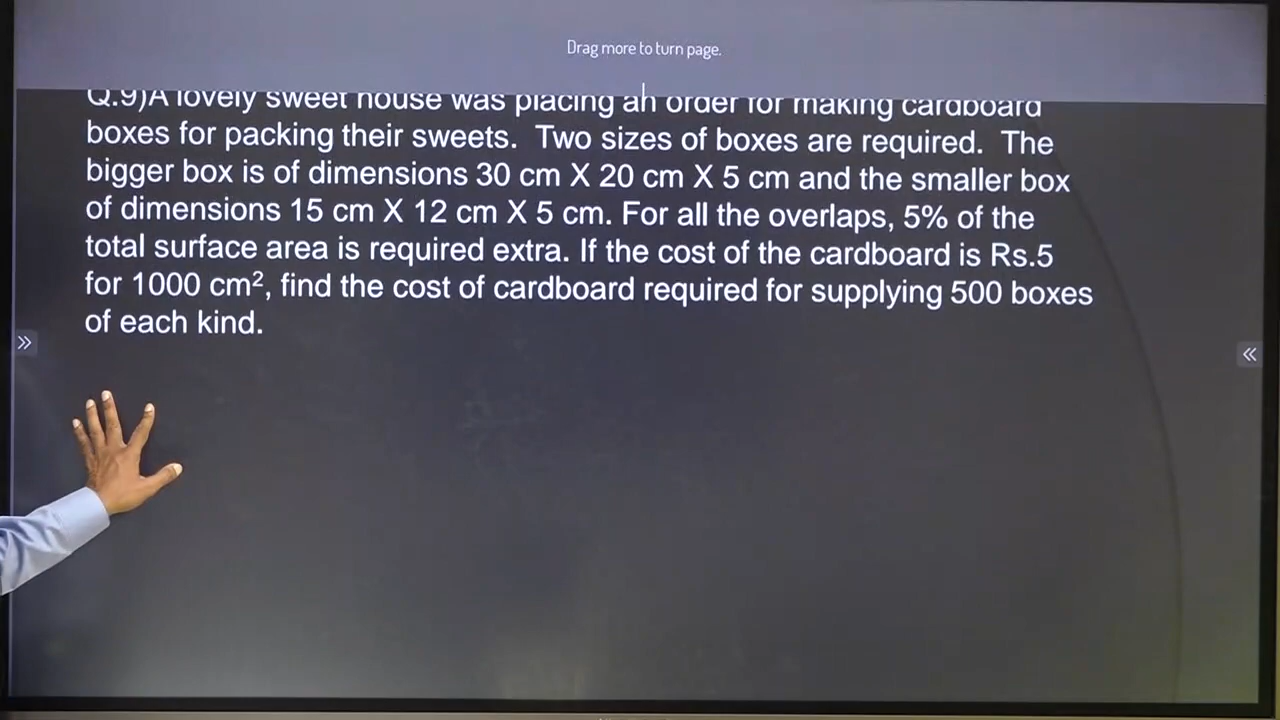 Drag more to turn page.
Q.9)A lovely sweet house was placing an order for making cardboard
boxes for packing their sweets.  Two sizes of boxes are required.  The
bigger box is of dimensions 30 cm X 20 cm X 5 cm and the smaller box
of dimensions 15 cm X 12 cm X 5 cm. For all the overlaps, 5% of the
total surface area is required extra. If the cost of the cardboard is Rs.5
for 1000 cm², find the cost of cardboard required for supplying 500 boxes
of each kind.